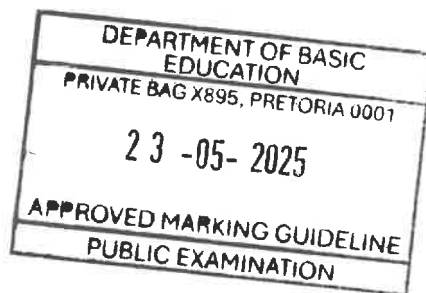 DEPARTMENT OF BASIC
EDUCATION
PRIVATE BAG X895, PRETORIA 0001
23 -05- 2025
APPROVED MARKING GUIDELINE
PUBLIC EXAMINATION